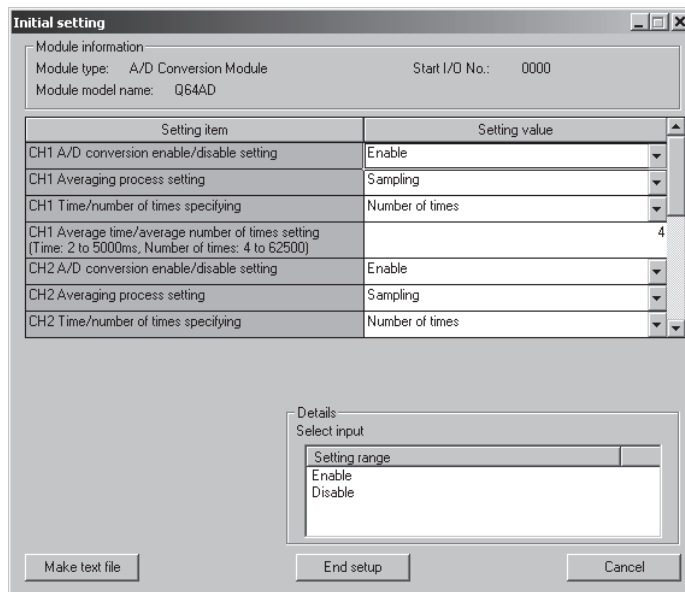 Initial setting
Module information
Module type: A/D Conversion Module Start I/O No.: 0000
Module model name: Q64AD
Setting item Setting value
CH1 A/D conversion enable/disable setting Enable
CH1 Averaging process setting Sampling
CH1 Time/number of times specifying Number of times
CH1 Average time/average number of times setting
(Time: 2 to 5000ms, Number of times: 4 to 62500) 4
CH2 A/D conversion enable/disable setting Enable
CH2 Averaging process setting Sampling
CH2 Time/number of times specifying Number of times
Details
Select input
Setting range
Enable
Disable
Make text file End setup Cancel